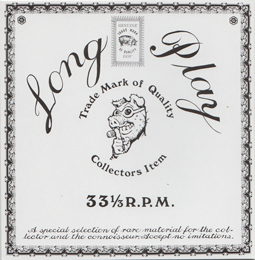 Long Play
Trade Mark of Quality
Collectors Item
33⅓ R.P.M.
A special selection of rare material for the col-
lector and the connoisseur. Accept no imitations.